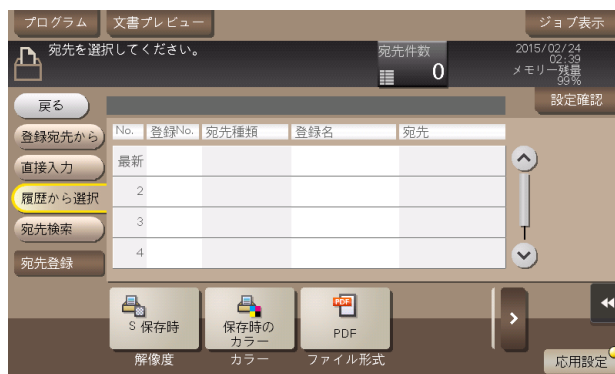 プログラム
文書プレビュー
ジョブ表示
宛先を選択してください。
宛先件数
0
2015/02/24
02:39
メモリー残量
99%
設定確認
戻る
登録宛先から
直接入力
履歴から選択
宛先検索
宛先登録
No. 登録No. 宛先種類 登録名 宛先
最新
2
3
4
S 保存時
解像度
保存時の
カラー
カラー
PDF
PDF
ファイル形式
応用設定